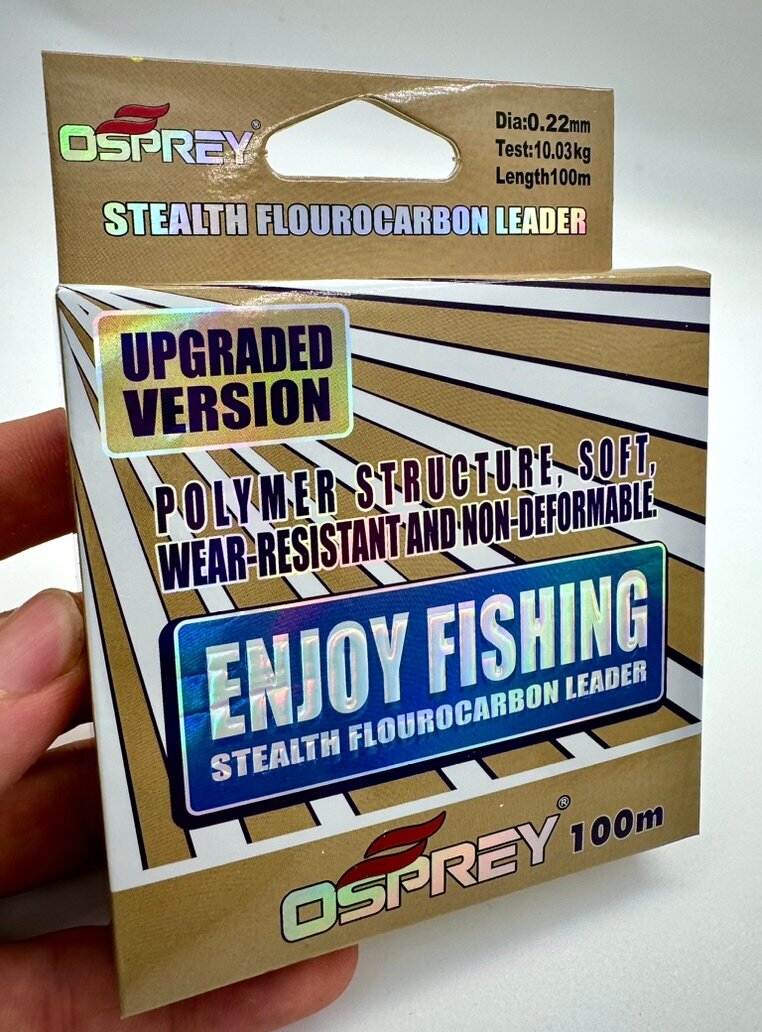 OSPREY®
Dia:0.22mm
Test:10.03kg
Length100m
STEALTH FLOUROCARBON LEADER
UPGRADED
VERSION
POLYMER STRUCTURE, SOFT,
WEAR-RESISTANT AND NON-DEFORMABLE.
ENJOY FISHING
STEALTH FLOUROCARBON LEADER
OSPREY® 100m